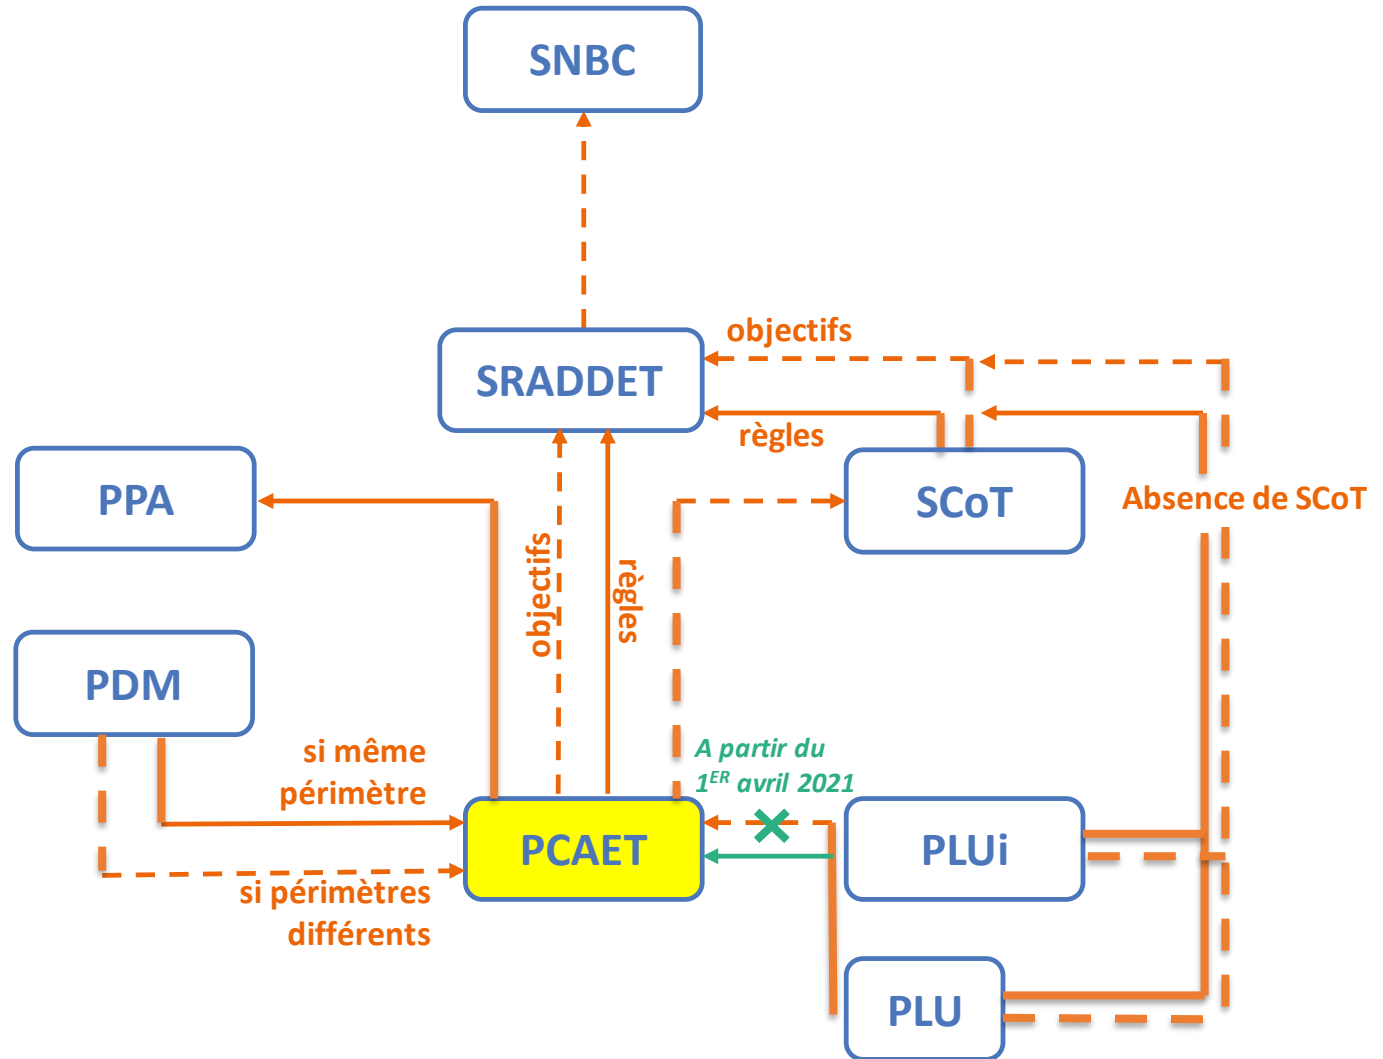 SNBC
objectifs
SRADDET
règles
PPA
SCoT
Absence de SCoT
objectifs
règles
PDM
si même
périmètre
A partir du
1ER avril 2021
PCAET
PLUi
si périmètres
différents
PLU